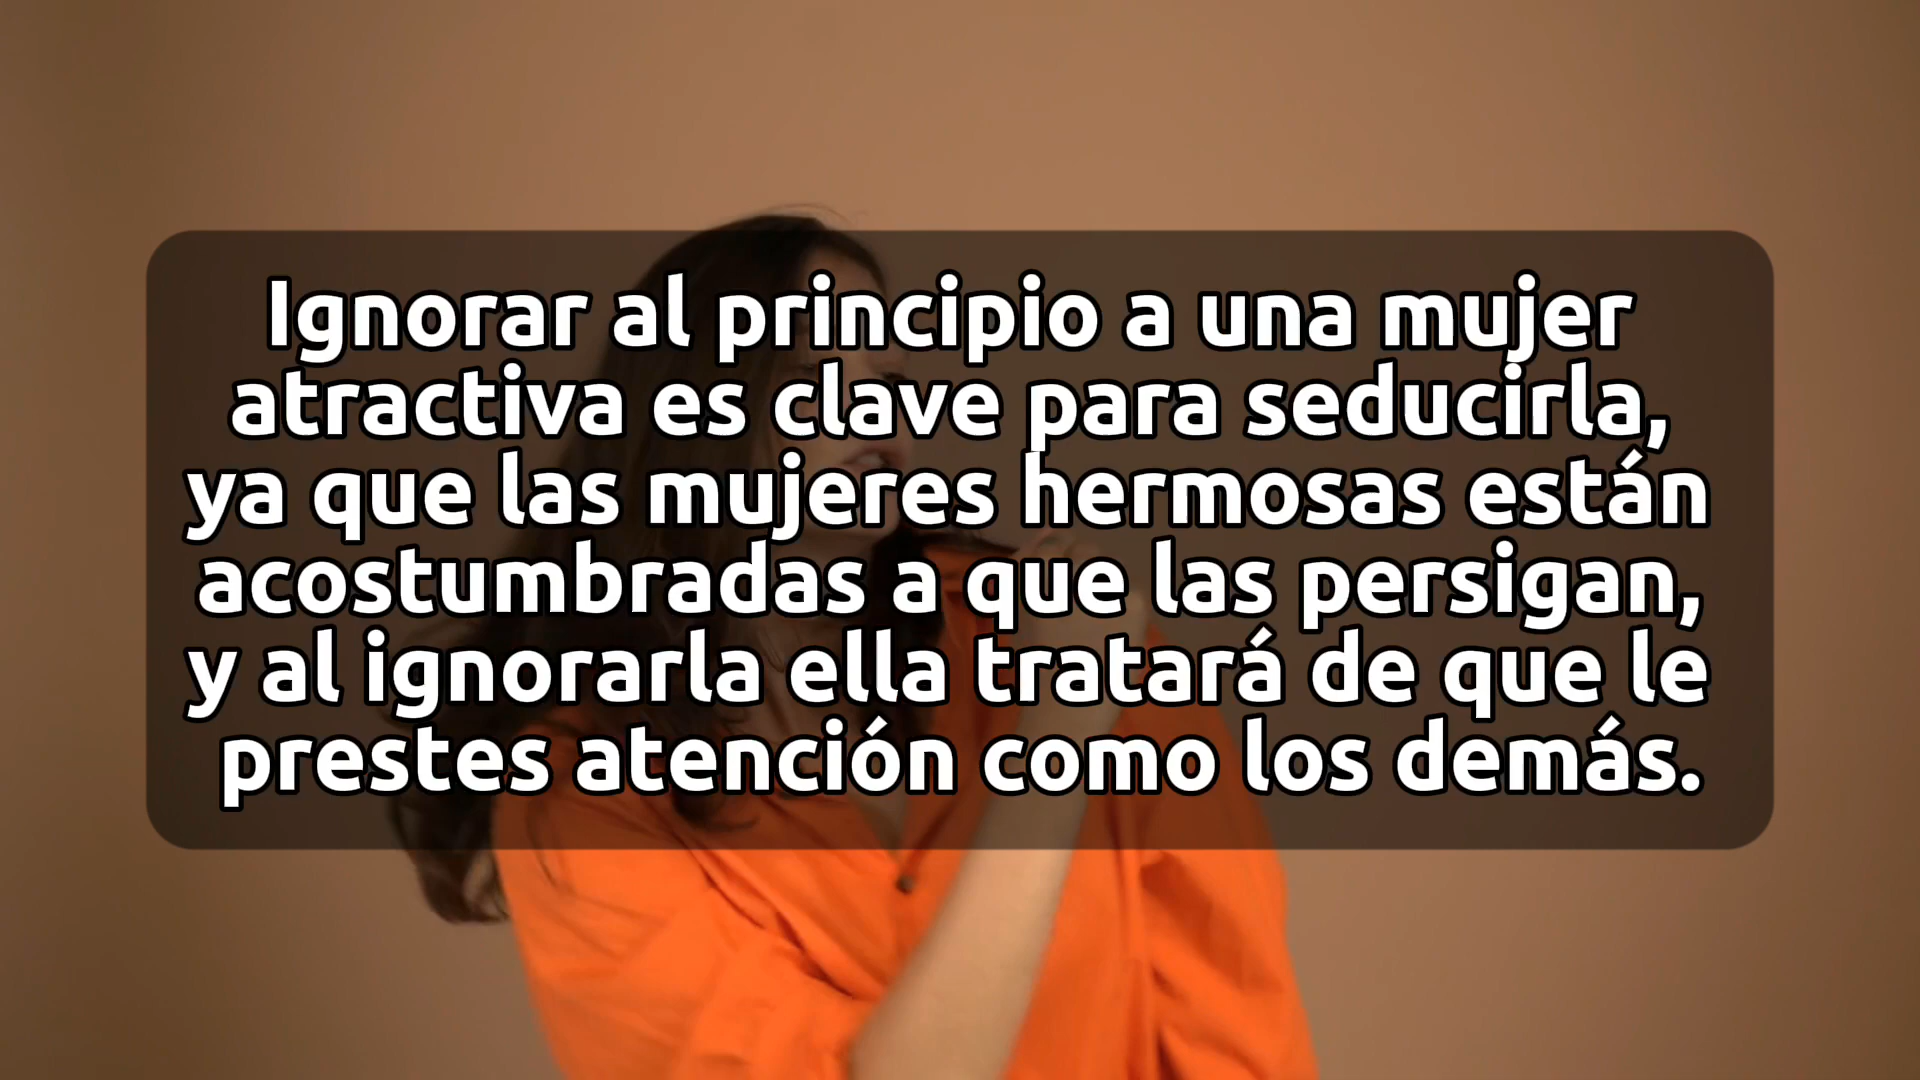 Ignorar al principio a una mujer
atractiva es clave para seducirla,
ya que las mujeres hermosas están
acostumbradas a que las persigan,
y al ignorarla ella tratará de que le
prestes atención como los demás.